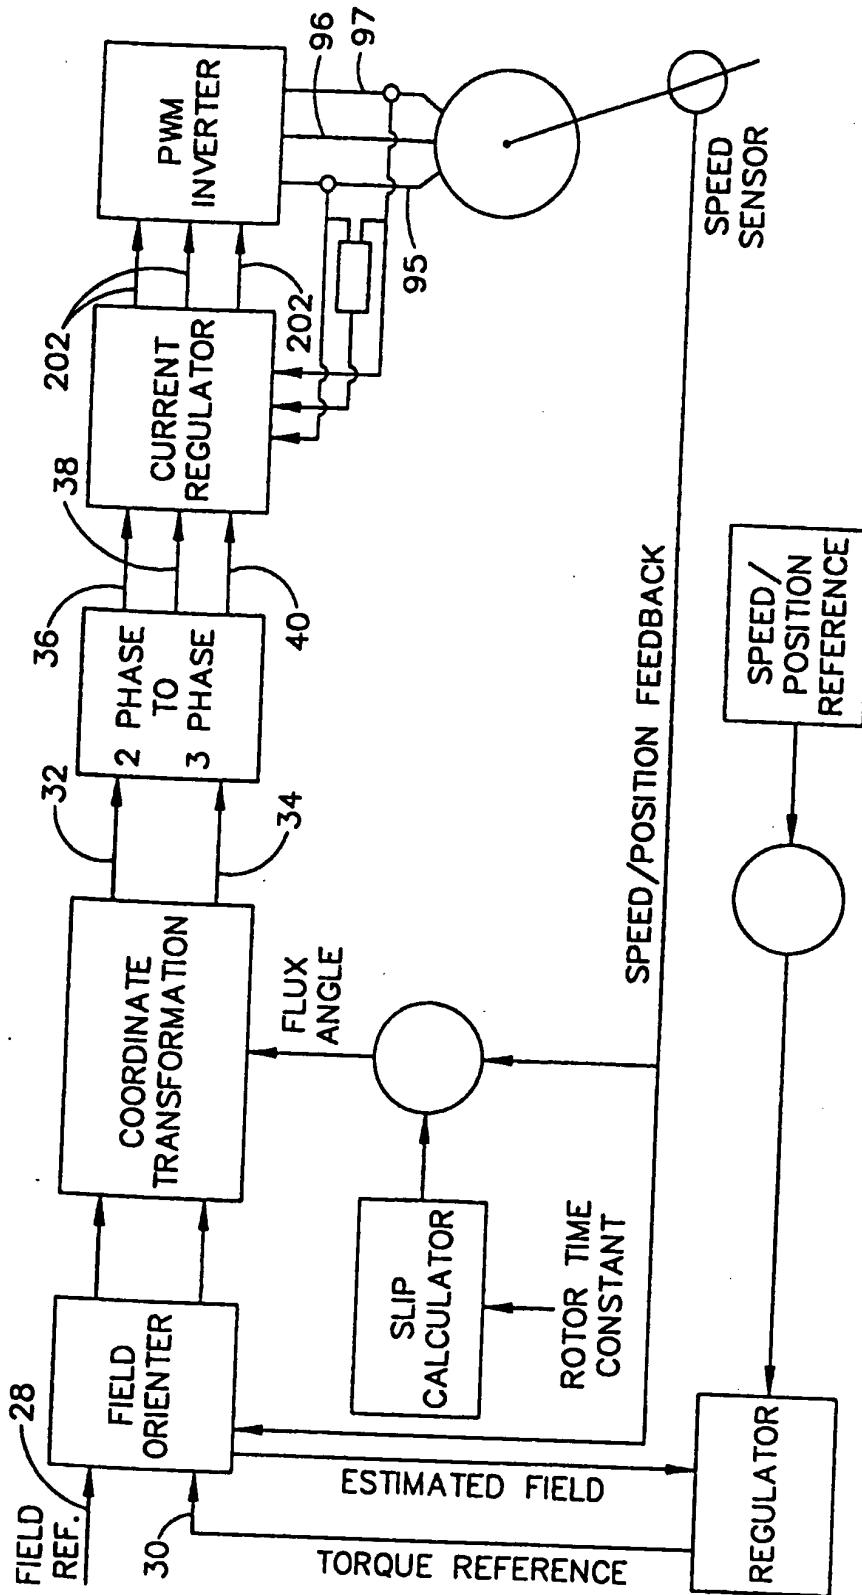 FIELD
REF.
28
30
FIELD
ORIENTER
COORDINATE
TRANSFORMATION
32
34
2 PHASE
TO
3 PHASE
36
38
40
CURRENT
REGULATOR
202
202
PWM
INVERTER
96
97
95
FLUX
ANGLE
SLIP
CALCULATOR
ROTOR TIME
CONSTANT
SPEED
SENSOR
SPEED/POSITION FEEDBACK
ESTIMATED FIELD
TORQUE REFERENCE
REGULATOR
SPEED/
POSITION
REFERENCE